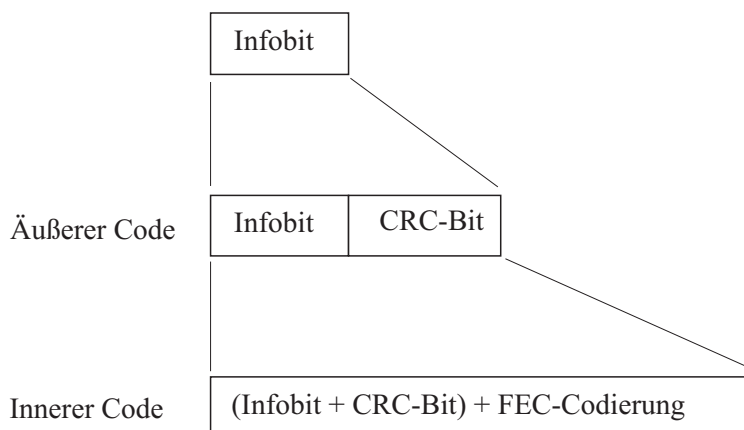 Infobit
Äußerer Code Infobit CRC-Bit
Innerer Code (Infobit + CRC-Bit) + FEC-Codierung